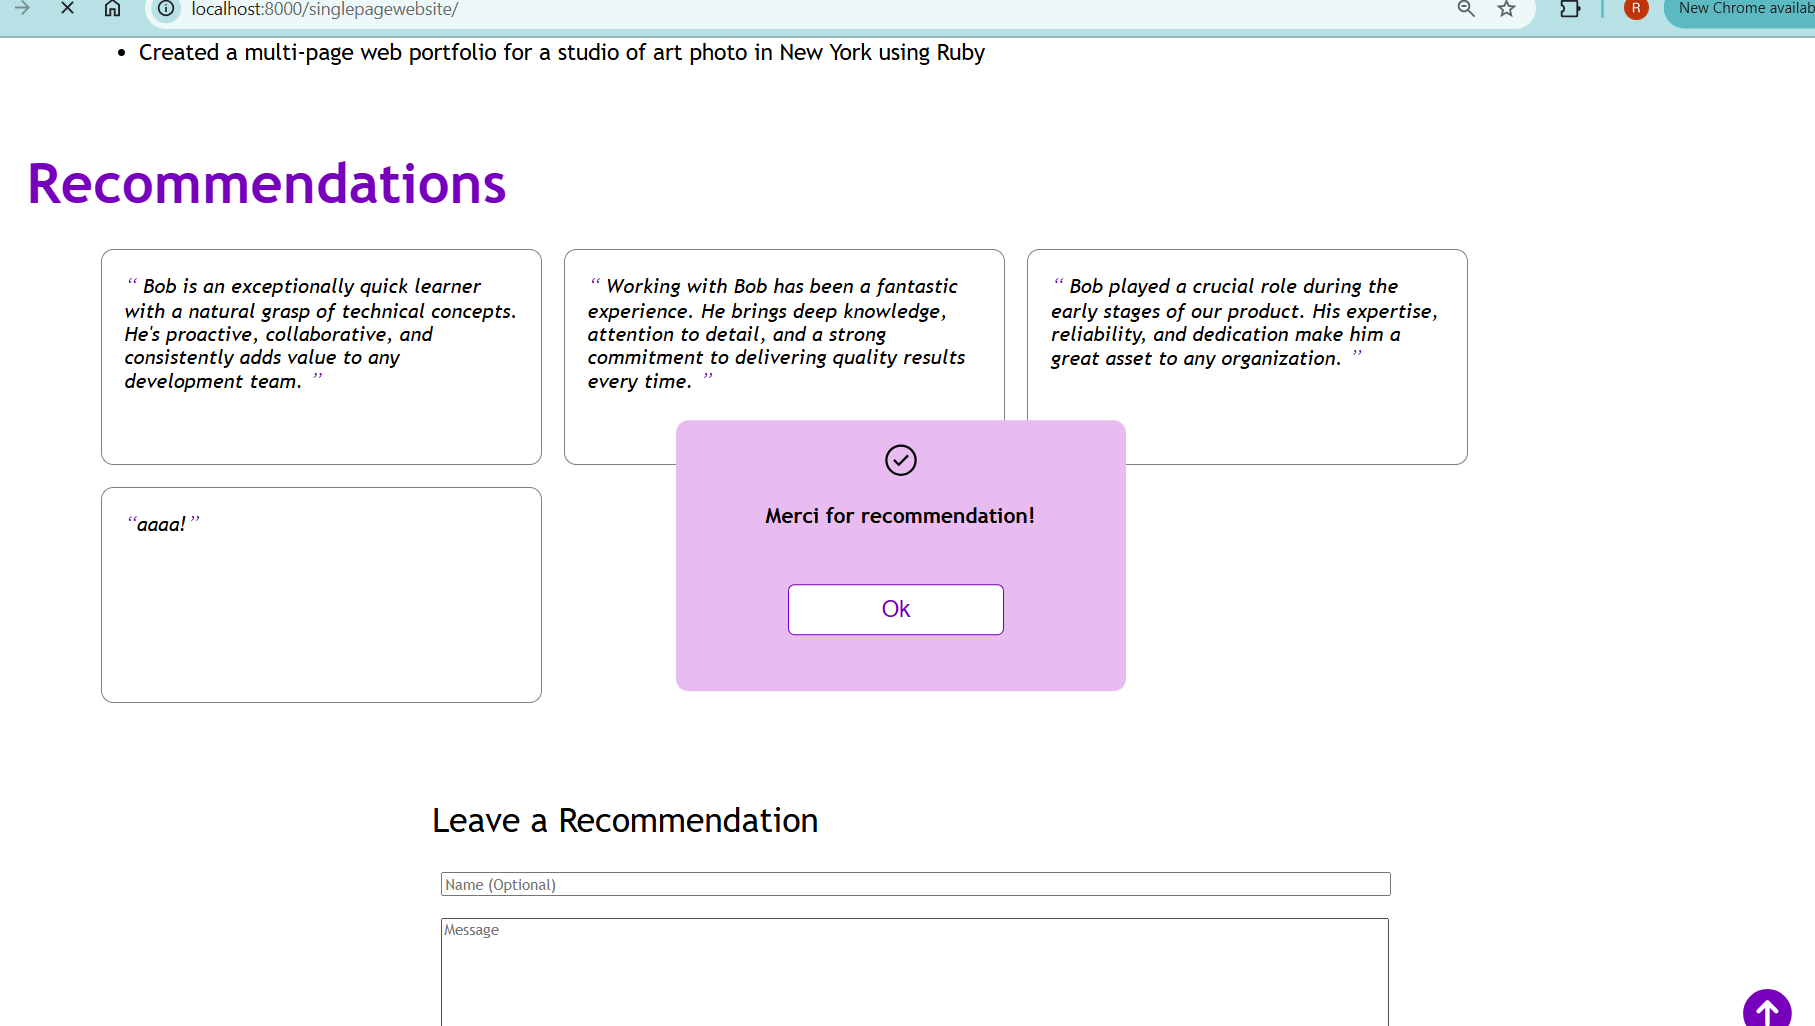 localhost:8000/singlepagewebsite/
R
New Chrome availab
• Created a multi-page web portfolio for a studio of art photo in New York using Ruby
Recommendations
“ Bob is an exceptionally quick learner
with a natural grasp of technical concepts.
He's proactive, collaborative, and
consistently adds value to any
development team. ”
“ Working with Bob has been a fantastic
experience. He brings deep knowledge,
attention to detail, and a strong
commitment to delivering quality results
every time. ”
“ Bob played a crucial role during the
early stages of our product. His expertise,
reliability, and dedication make him a
great asset to any organization. ”
“aaaa!”
Merci for recommendation!
Ok
Leave a Recommendation
Name (Optional)
Message